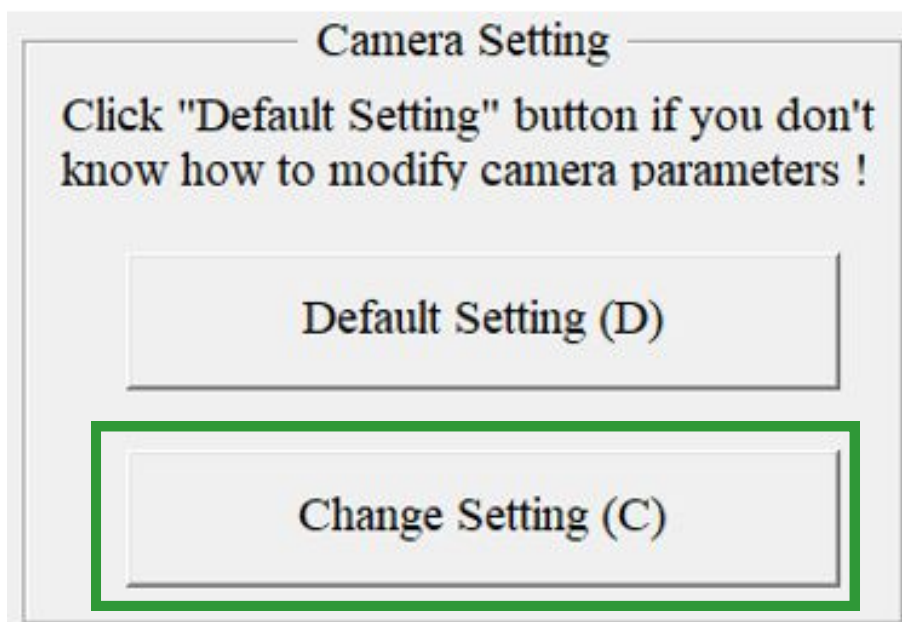 Camera Setting
Click "Default Setting" button if you don't
know how to modify camera parameters !
Default Setting (D)
Change Setting (C)